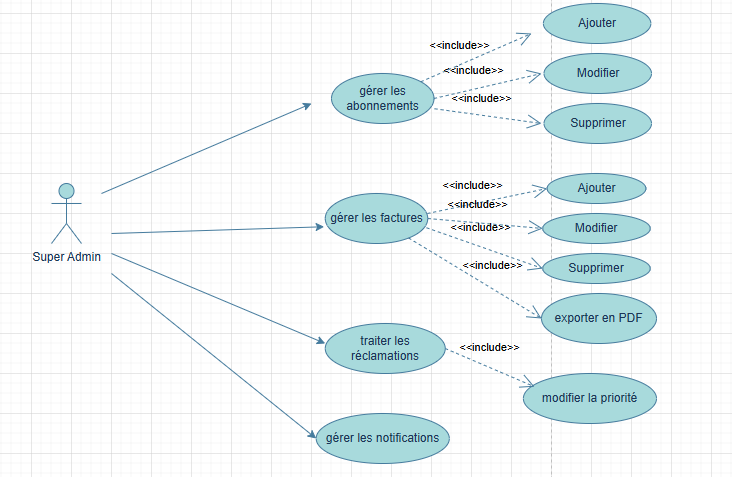 Ajouter
<<include>>
<<include>>
Modifier
gérer les
abonnements
<<include>>
Supprimer
<<include>>
Ajouter
<<include>>
gérer les factures
<<include>>
Modifier
Super Admin
<<include>>
Supprimer
exporter en PDF
traiter les
réclamations
<<include>>
modifier la priorité
gérer les notifications